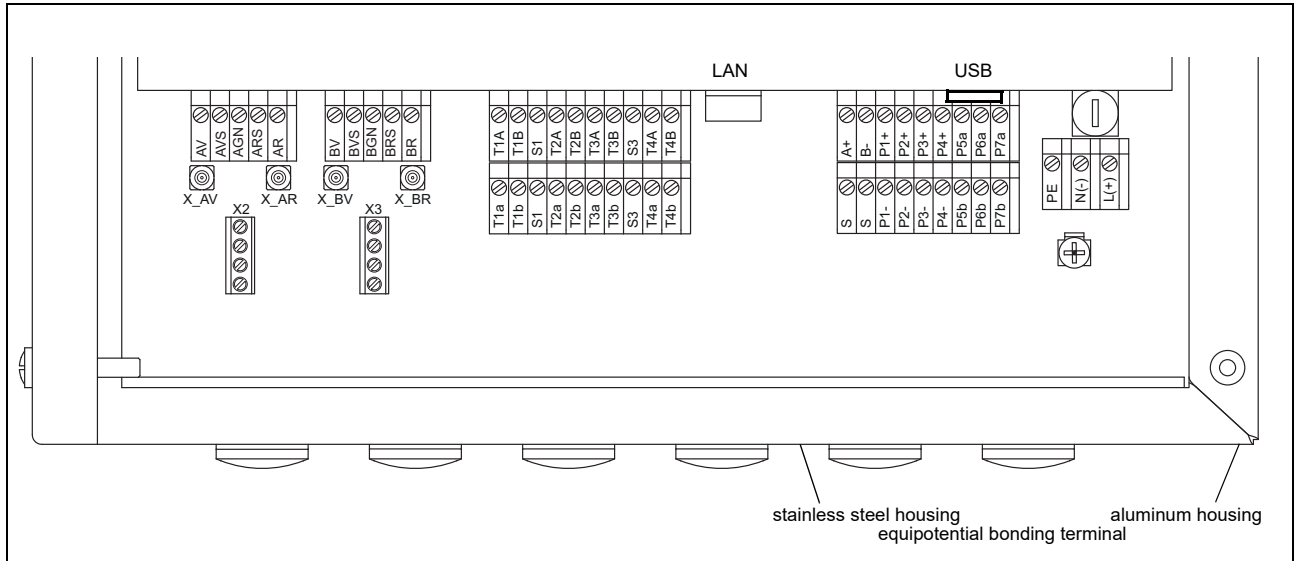 LAN USB
AV AVS AGN ARS AR BV BVS BGN BRS BR T1A T1B S1 T2A T2B T3A T3B S3 T4A T4B A+ B- P1+ P2+ P3+ P4+ P5a P6a P7a
PE N(-) L(+)
X_AV X_AR X_BV X_BR T1a T1b S1 T2a T2b T3a T3b S3 T4a T4b S S P1- P2- P3- P4- P5b P6b P7b
X2 X3
stainless steel housing aluminum housing
equipotential bonding terminal